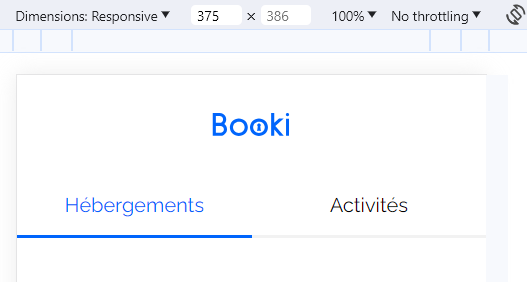 Dimensions: Responsive 375 × 386 100% No throttling
Booki
Hébergements Activités